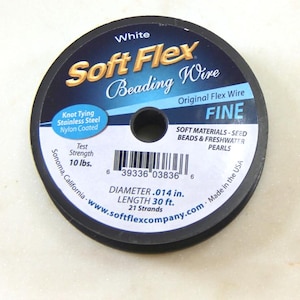 White
Soft Flex
Beading Wire
Original Flex Wire
FINE
Knot Tying
Stainless Steel
Nylon Coated
SOFT MATERIALS - SEED
BEADS & FRESHWATER
PEARLS
Test
Strength
10 lbs.
6 39336 03836 6
DIAMETER .014 in.
LENGTH 30 ft.
21 Strands
Sonoma, California · www.softflexcompany.com · Made in the USA